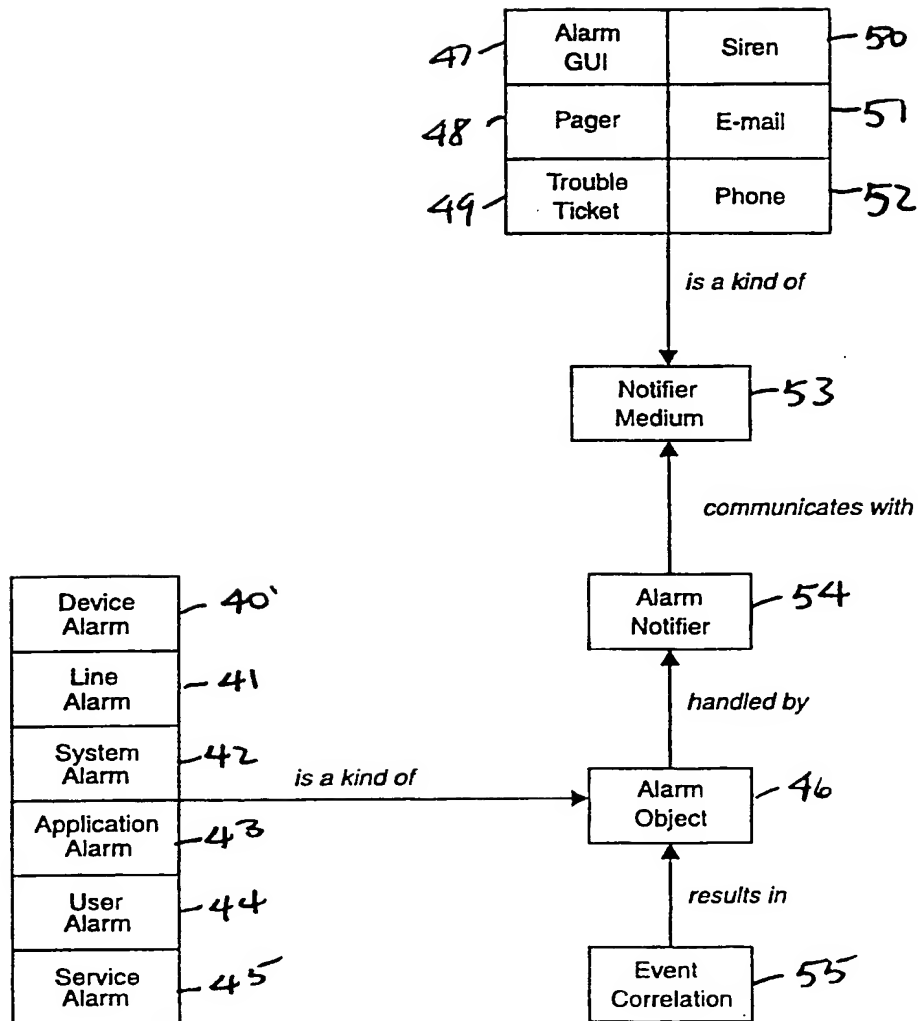 47
Alarm
GUI
Siren
50
48
Pager
E-mail
51
49
Trouble
Ticket
Phone
52
is a kind of
Notifier
Medium
53
communicates with
Device
Alarm
40
Alarm
Notifier
54
Line
Alarm
41
handled by
System
Alarm
42
is a kind of
Alarm
Object
46
Application
Alarm
43
User
Alarm
44
results in
Service
Alarm
45
Event
Correlation
55